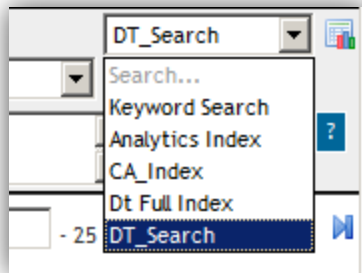 DT_Search
Search...
Keyword Search
Analytics Index
?
CA_Index
Dt Full Index
- 25
DT_Search